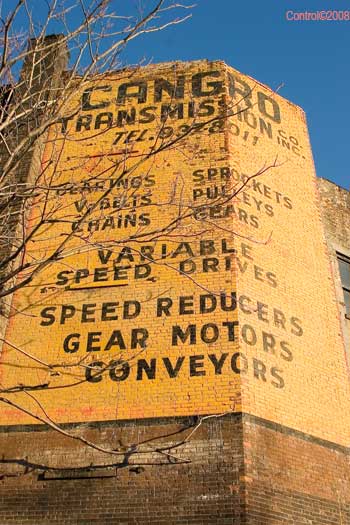 Control©2008
CANGRO
TRANSMISSION CO.
INC.
BEARINGS SPROCKETS
V-BELTS PULLEYS
CHAINS GEARS
VARIABLE
SPEED DRIVES
SPEED REDUCERS
GEAR MOTORS
CONVEYORS